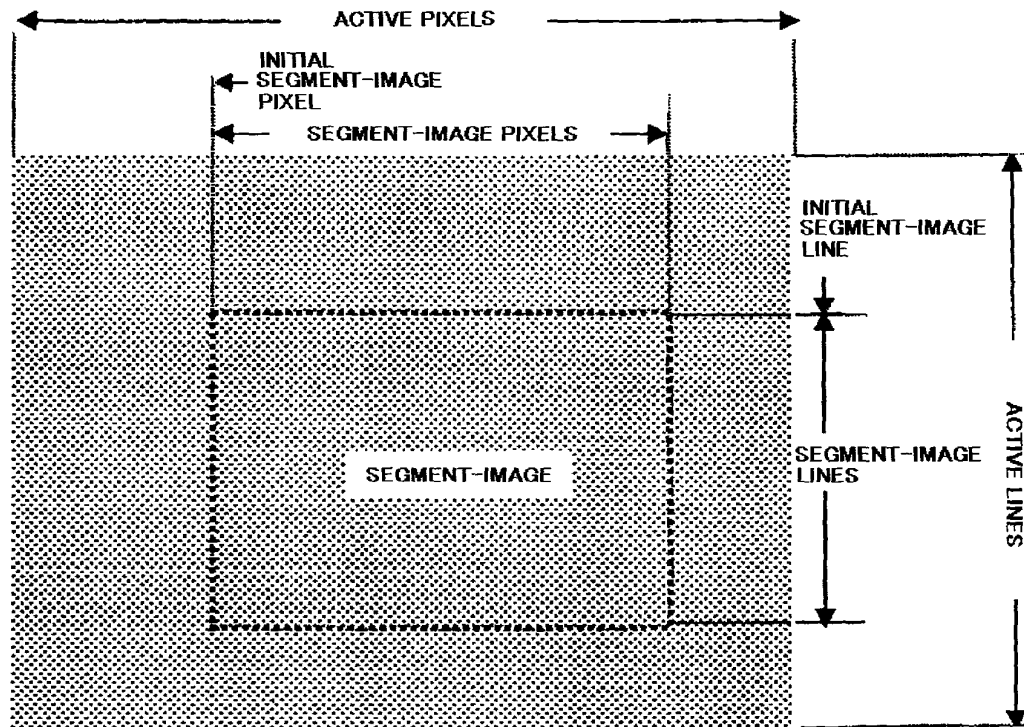 ACTIVE PIXELS
INITIAL
SEGMENT-IMAGE
PIXEL
SEGMENT-IMAGE PIXELS
INITIAL
SEGMENT-IMAGE
LINE
SEGMENT-IMAGE
SEGMENT-IMAGE
LINES
ACTIVE LINES